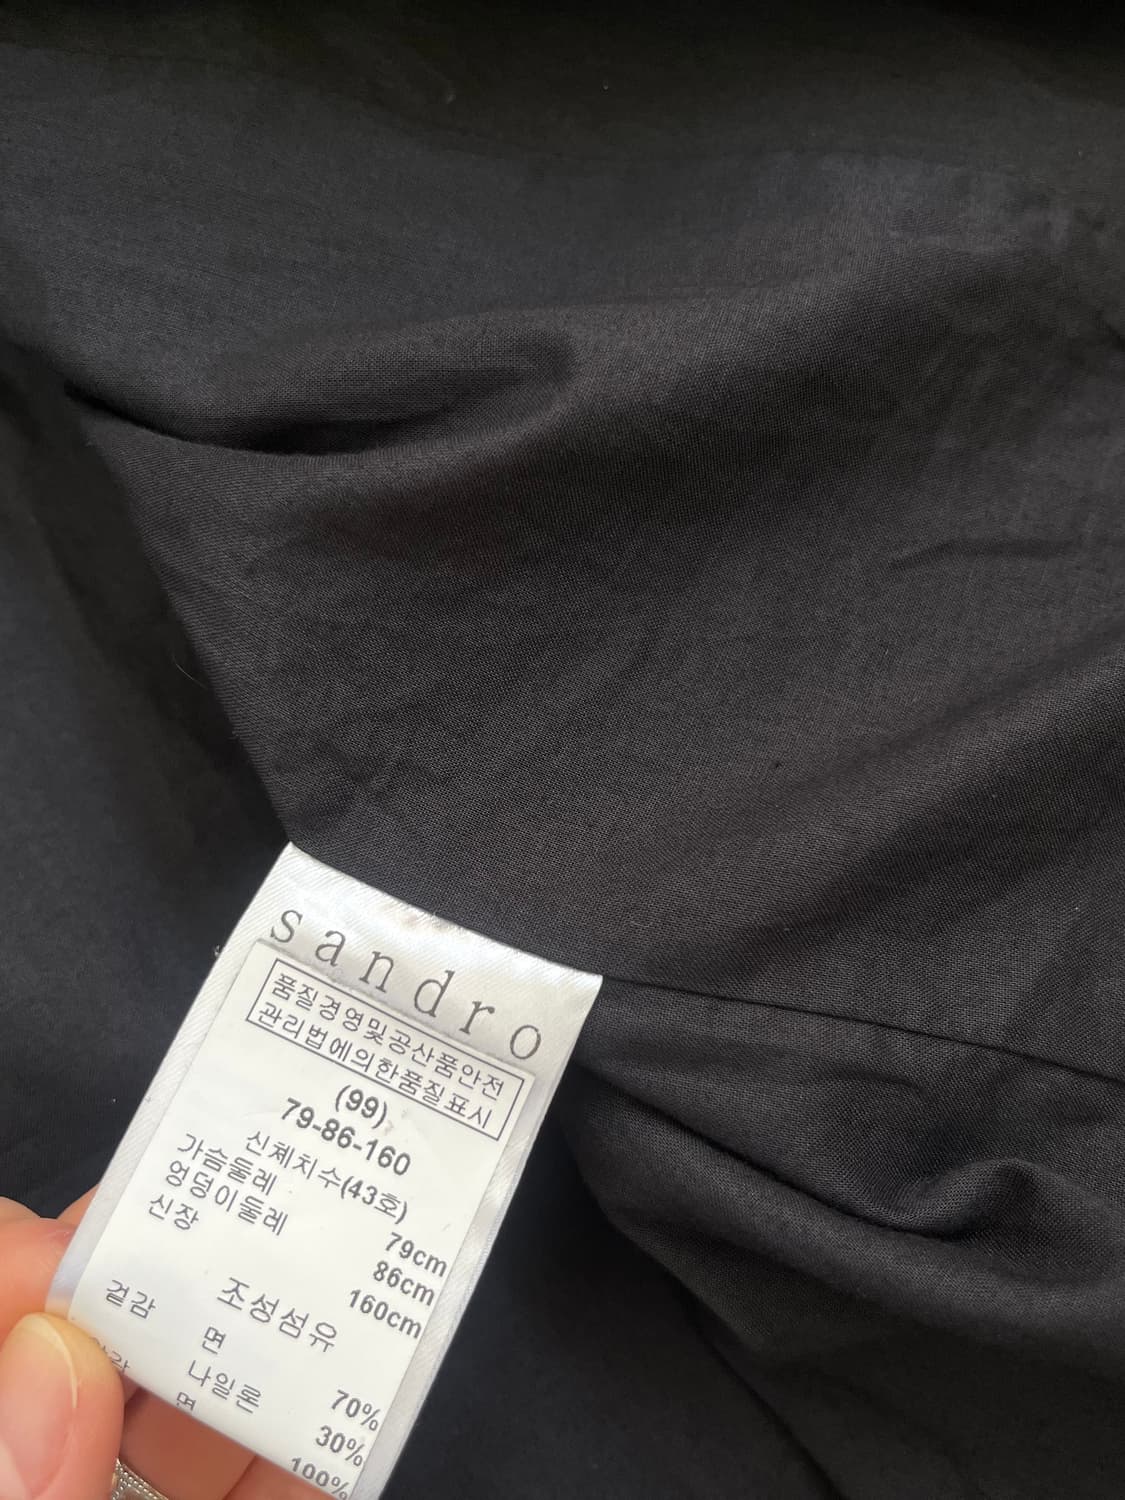 sandro
품질경영및공산품안전
관리법에의한품질표시
(99)
79-86-160
신체치수(43호)
가슴둘레 79cm
엉덩이둘레 86cm
신장 160cm
조성섬유
겉감 면 70%
나일론 30%
면 100%